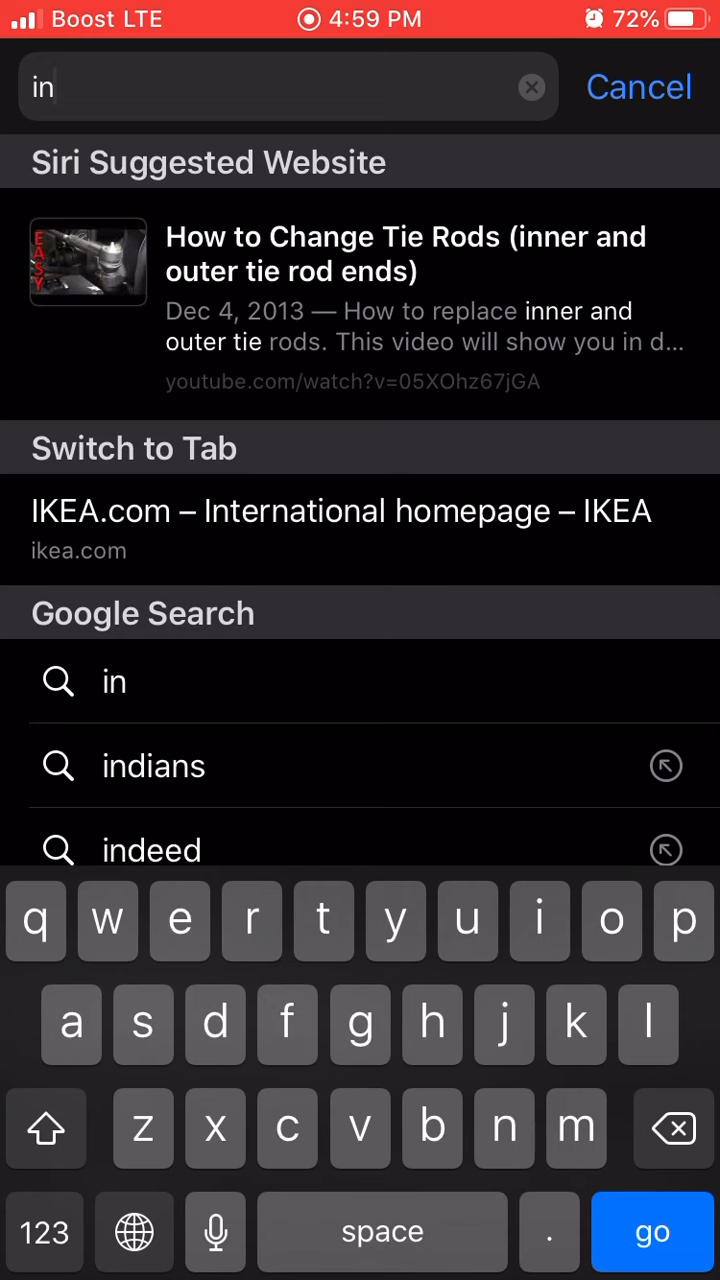 Boost LTE 4:59 PM 72%
in Cancel
Siri Suggested Website
EASY
How to Change Tie Rods (inner and
outer tie rod ends)
Dec 4, 2013 — How to replace inner and
outer tie rods. This video will show you in d...
youtube.com/watch?v=05XOhz67jGA
Switch to Tab
IKEA.com – International homepage – IKEA
ikea.com
Google Search
in
indians
indeed
q w e r t y u i o p
a s d f g h j k l
z x c v b n m
123 space . go